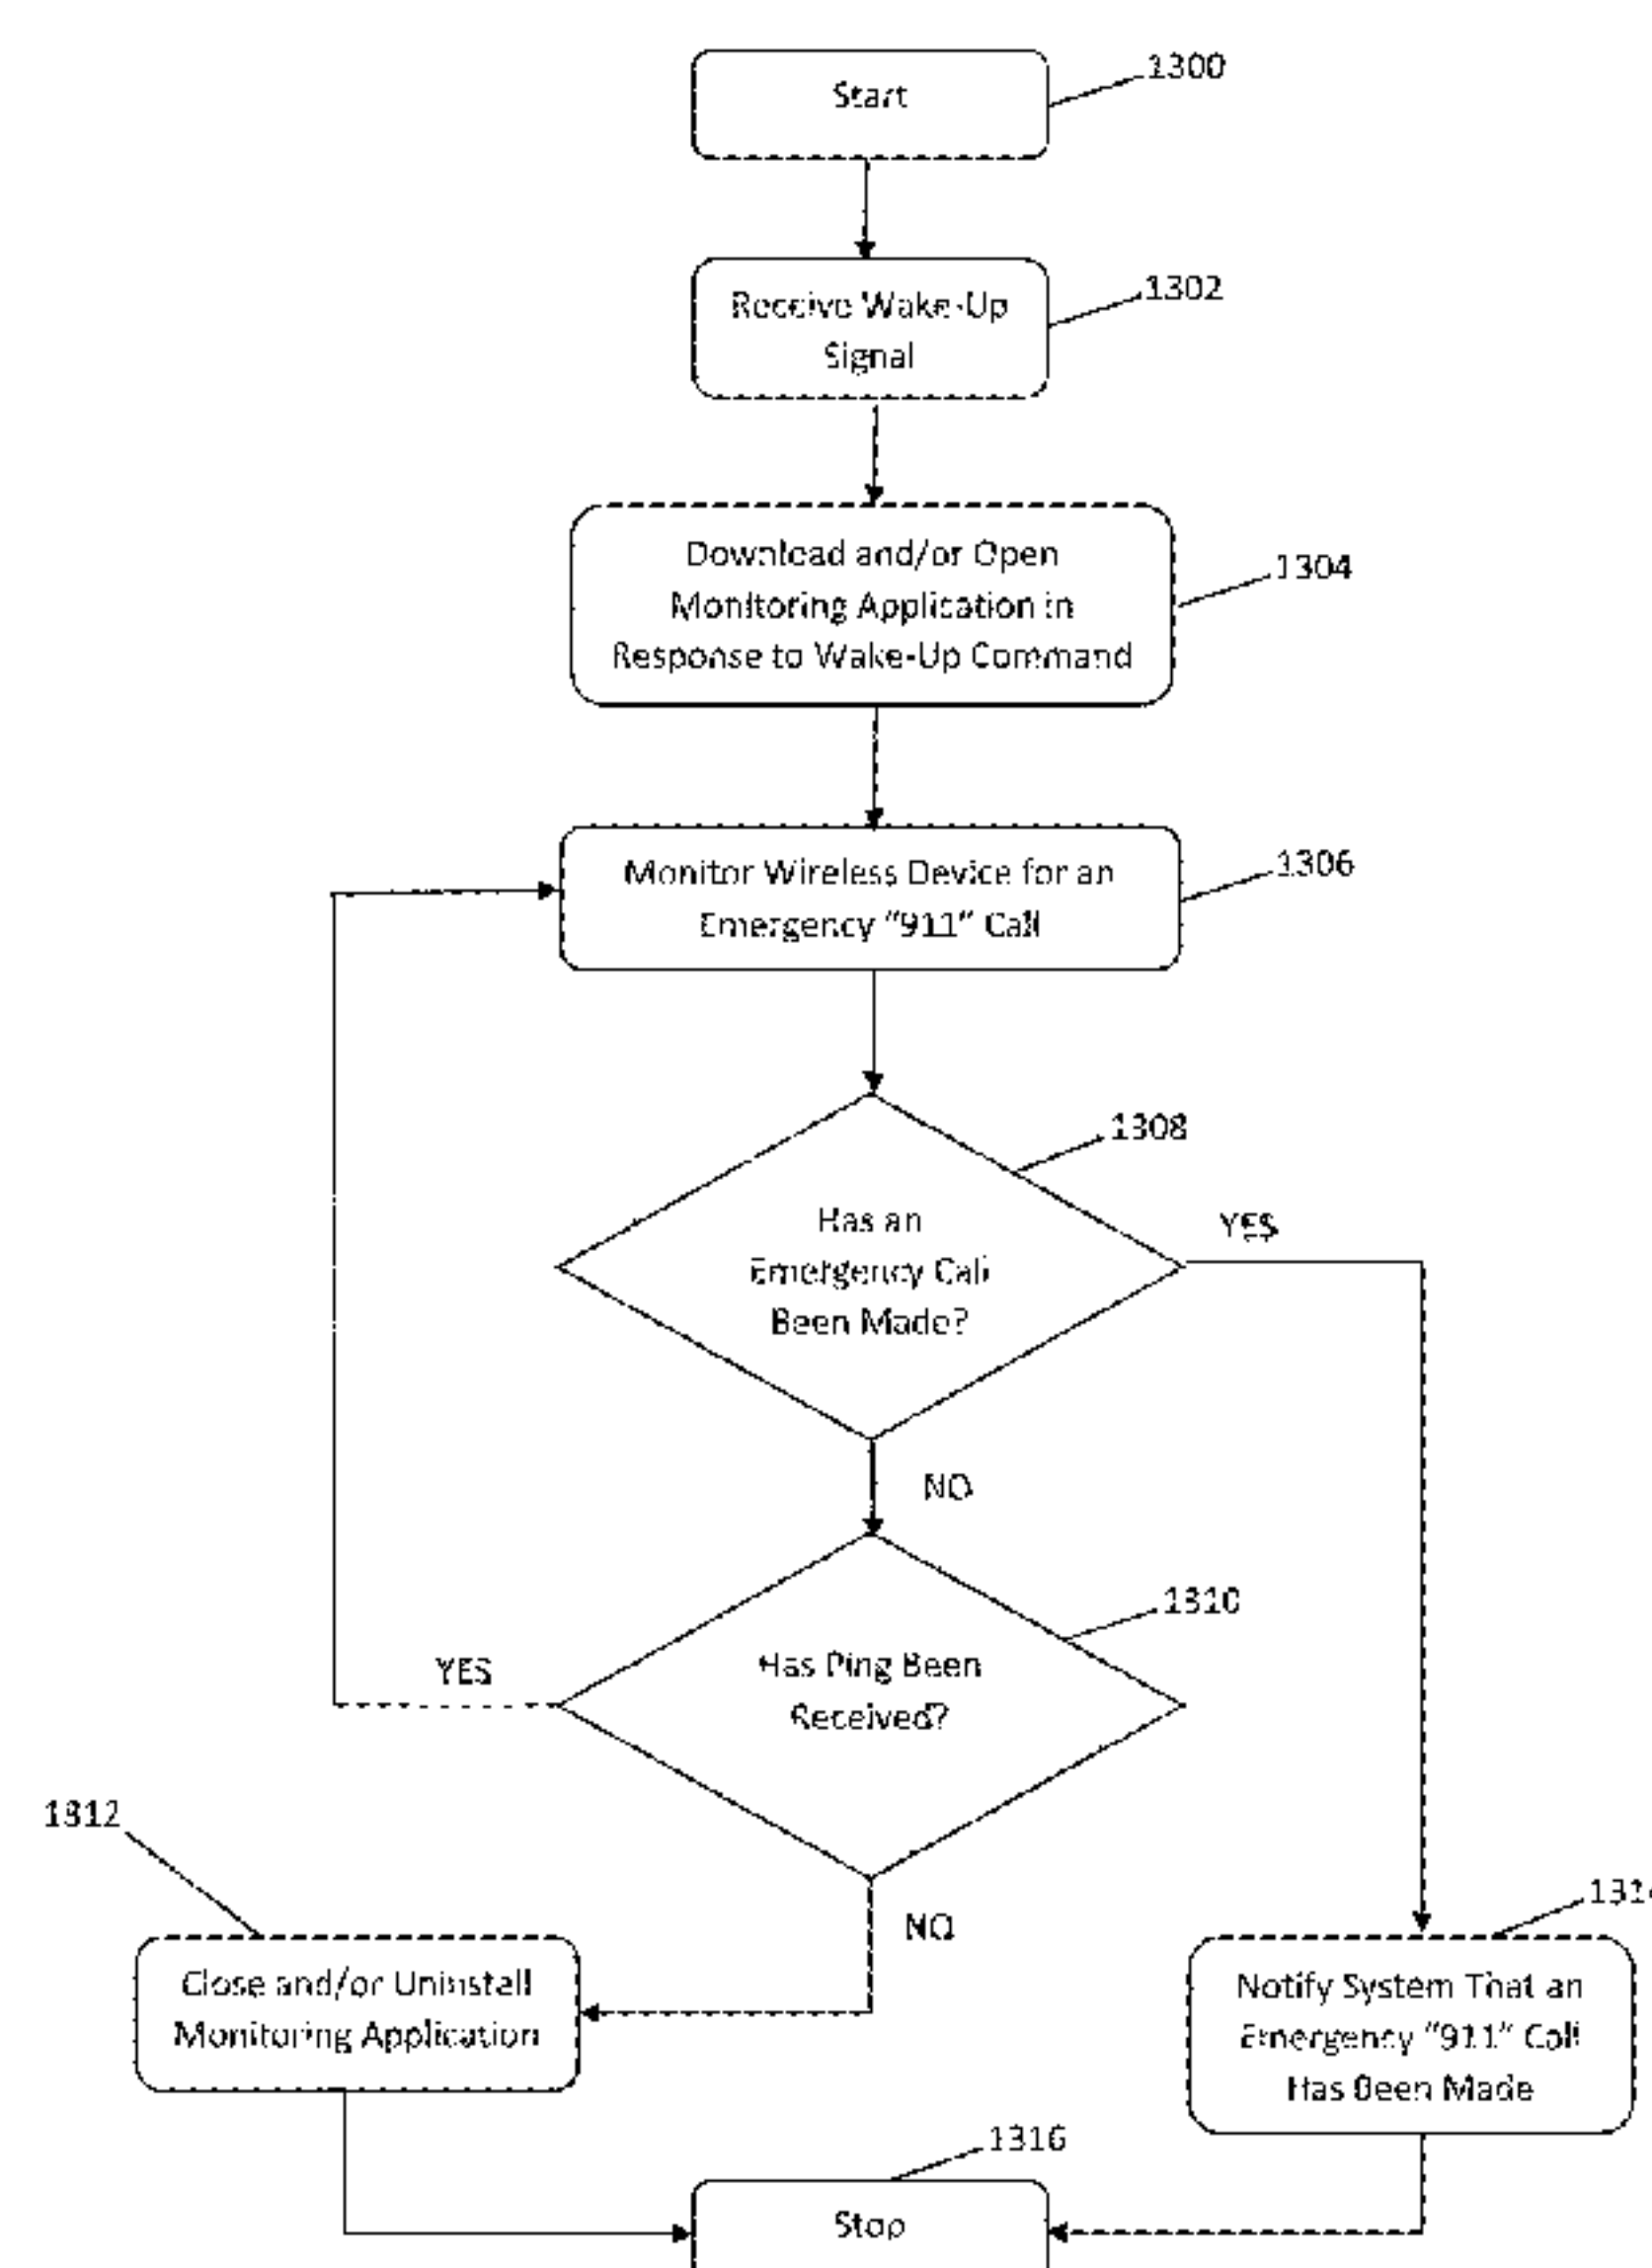 Start
1300
Receive Wake-Up
Signal
1302
Download and/or Open
Monitoring Application in
Response to Wake-Up Command
1304
Monitor Wireless Device for an
Emergency "911" Call
1306
1308
Has an
Emergency Call
Been Made?
YES
NO
1310
Has Ping Been
Received?
YES
NO
1312
Close and/or Uninstall
Monitoring Application
Notify System That an
Emergency "911" Call
Has Been Made
1316
Stop